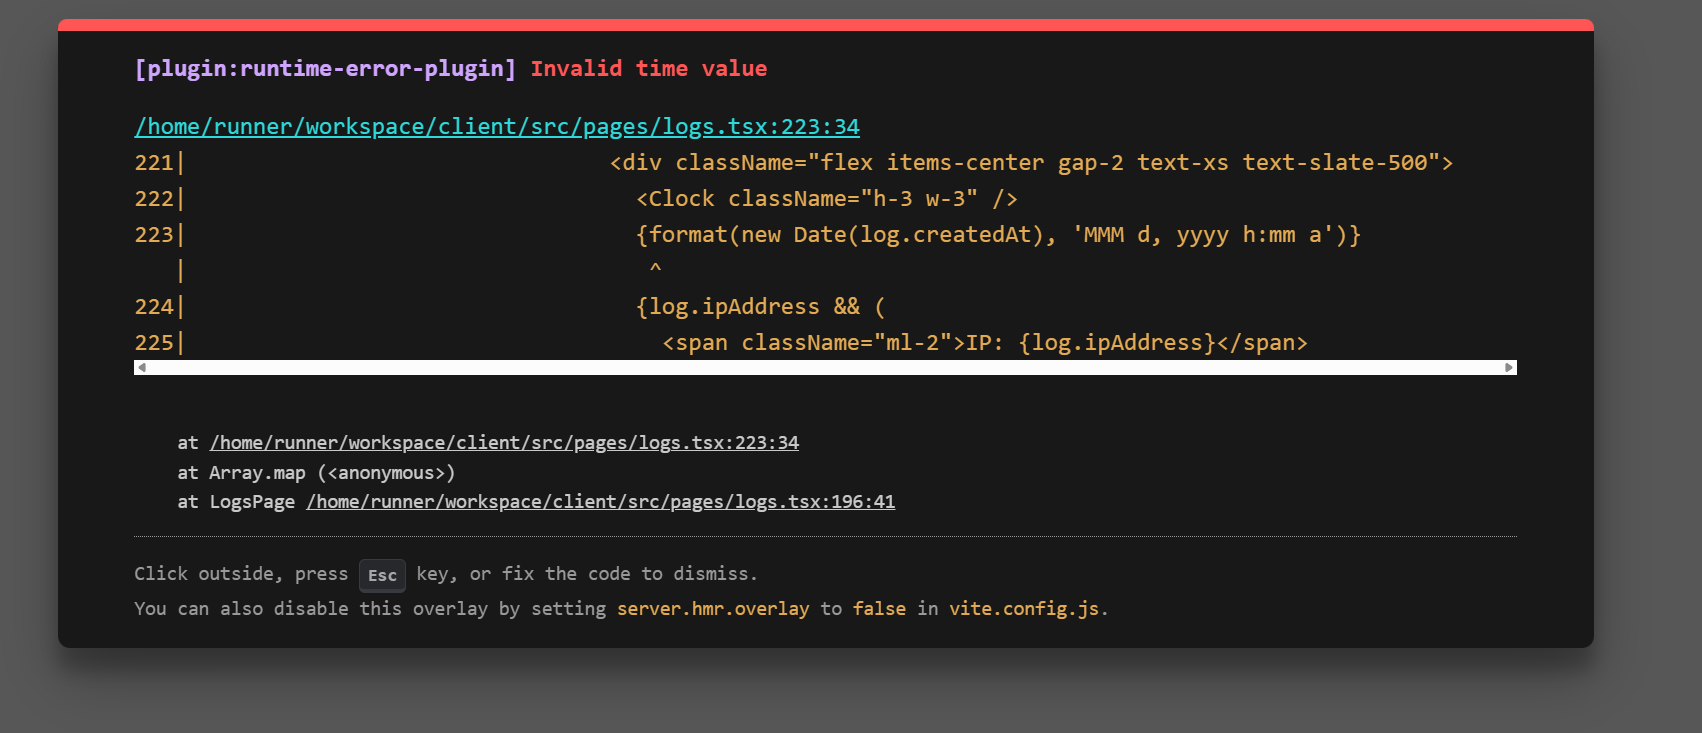 [plugin:runtime-error-plugin] Invalid time value
/home/runner/workspace/client/src/pages/logs.tsx:223:34
221|                                <div className="flex items-center gap-2 text-xs text-slate-500">
222|                                  <Clock className="h-3 w-3" />
223|                                  {format(new Date(log.createdAt), 'MMM d, yyyy h:mm a')}
   |                                   ^
224|                                  {log.ipAddress && (
225|                                    <span className="ml-2">IP: {log.ipAddress}</span>
at /home/runner/workspace/client/src/pages/logs.tsx:223:34
at Array.map (<anonymous>)
at LogsPage /home/runner/workspace/client/src/pages/logs.tsx:196:41
Click outside, press Esc key, or fix the code to dismiss.
You can also disable this overlay by setting server.hmr.overlay to false in vite.config.js.